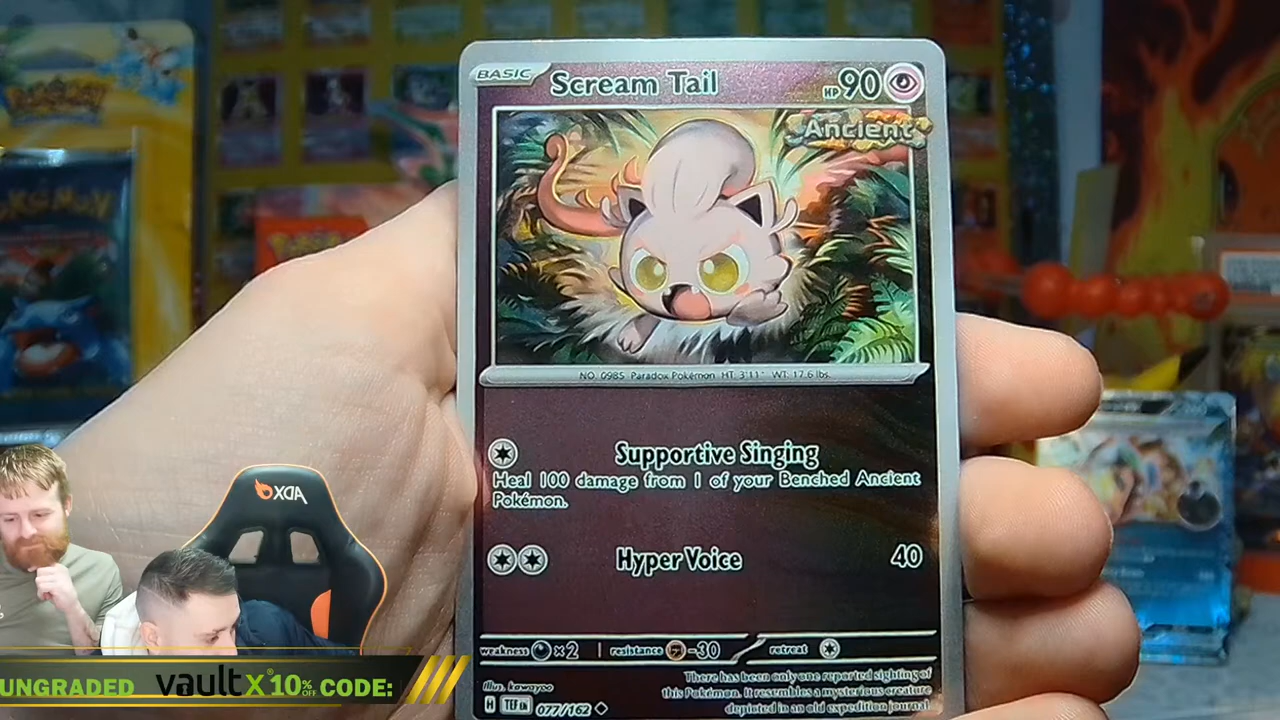 BASIC Scream Tail HP 90
Ancient
NO. 0985 Paradox Pokémon HT: 3'11" WT: 17.6 lbs.
Supportive Singing
Heal 100 damage from 1 of your Benched Ancient
Pokémon.
Hyper Voice 40
weakness ×2 resistance -30 retreat
There has been only one reported sighting of
this Pokémon. It resembles a mysterious creature
depicted in an old expedition journal.
Illus. kawayoo
H TEF EN 077/162
POKéMON
ADX
UNGRADED vault X® 10% OFF CODE: